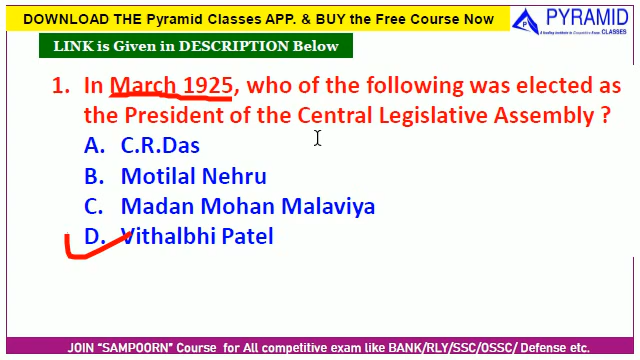 DOWNLOAD THE Pyramid Classes APP. & BUY the Free Course Now
PYRAMID
CLASSES
LINK is Given in DESCRIPTION Below
1. In March 1925, who of the following was elected as
the President of the Central Legislative Assembly ?
A. C.R.Das
B. Motilal Nehru
C. Madan Mohan Malaviya
D. Vithalbhi Patel
JOIN “SAMPOORN” Course for All competitive exam like BANK/RLY/SSC/OSSC/ Defense etc.